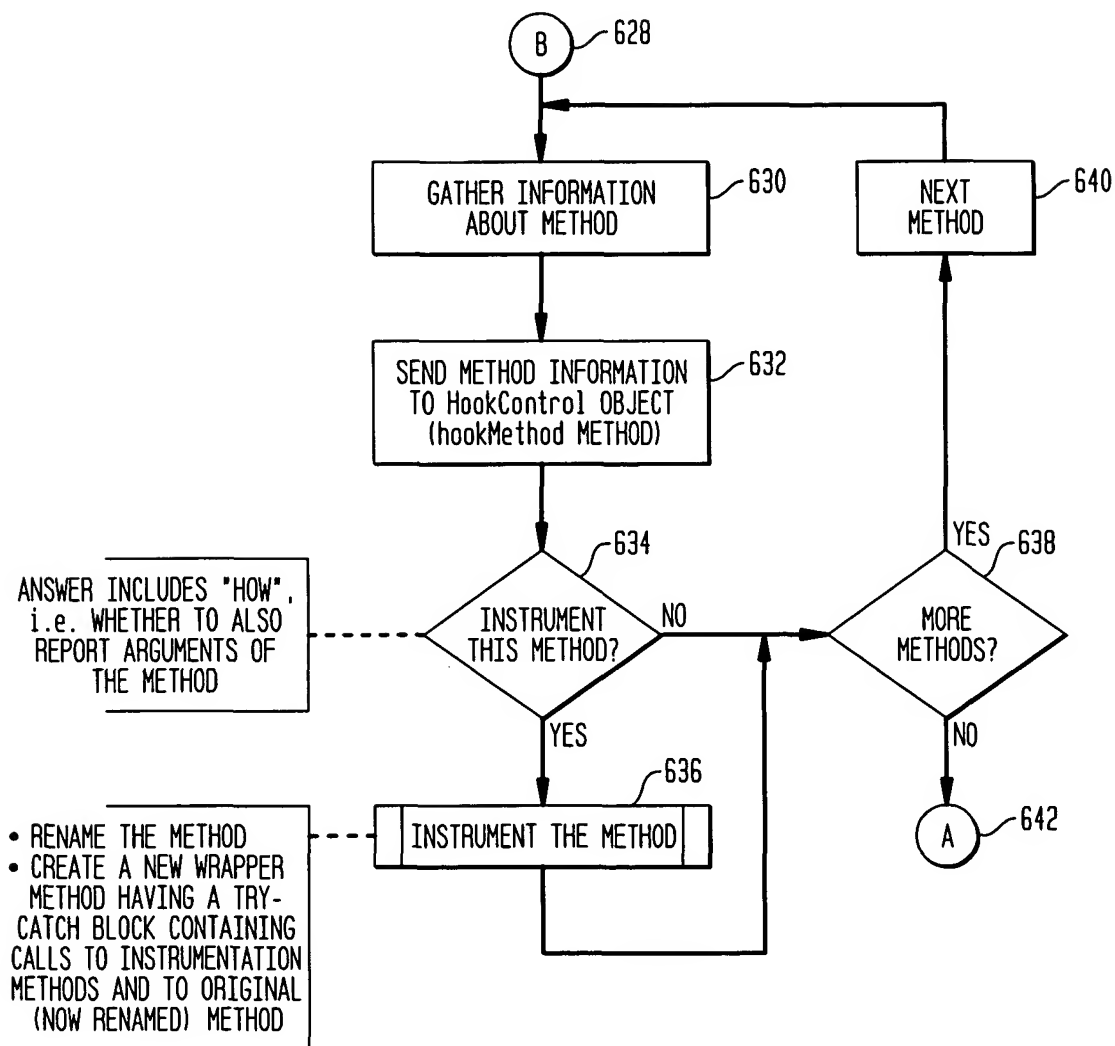 B
628
GATHER INFORMATION
ABOUT METHOD
630
NEXT
METHOD
640
SEND METHOD INFORMATION
TO HookControl OBJECT
(hookMethod METHOD)
632
ANSWER INCLUDES "HOW",
i.e. WHETHER TO ALSO
REPORT ARGUMENTS OF
THE METHOD
INSTRUMENT
THIS METHOD?
634
NO
YES
MORE
METHODS?
638
YES
NO
• RENAME THE METHOD
• CREATE A NEW WRAPPER
METHOD HAVING A TRY-
CATCH BLOCK CONTAINING
CALLS TO INSTRUMENTATION
METHODS AND TO ORIGINAL
(NOW RENAMED) METHOD
INSTRUMENT THE METHOD
636
A
642